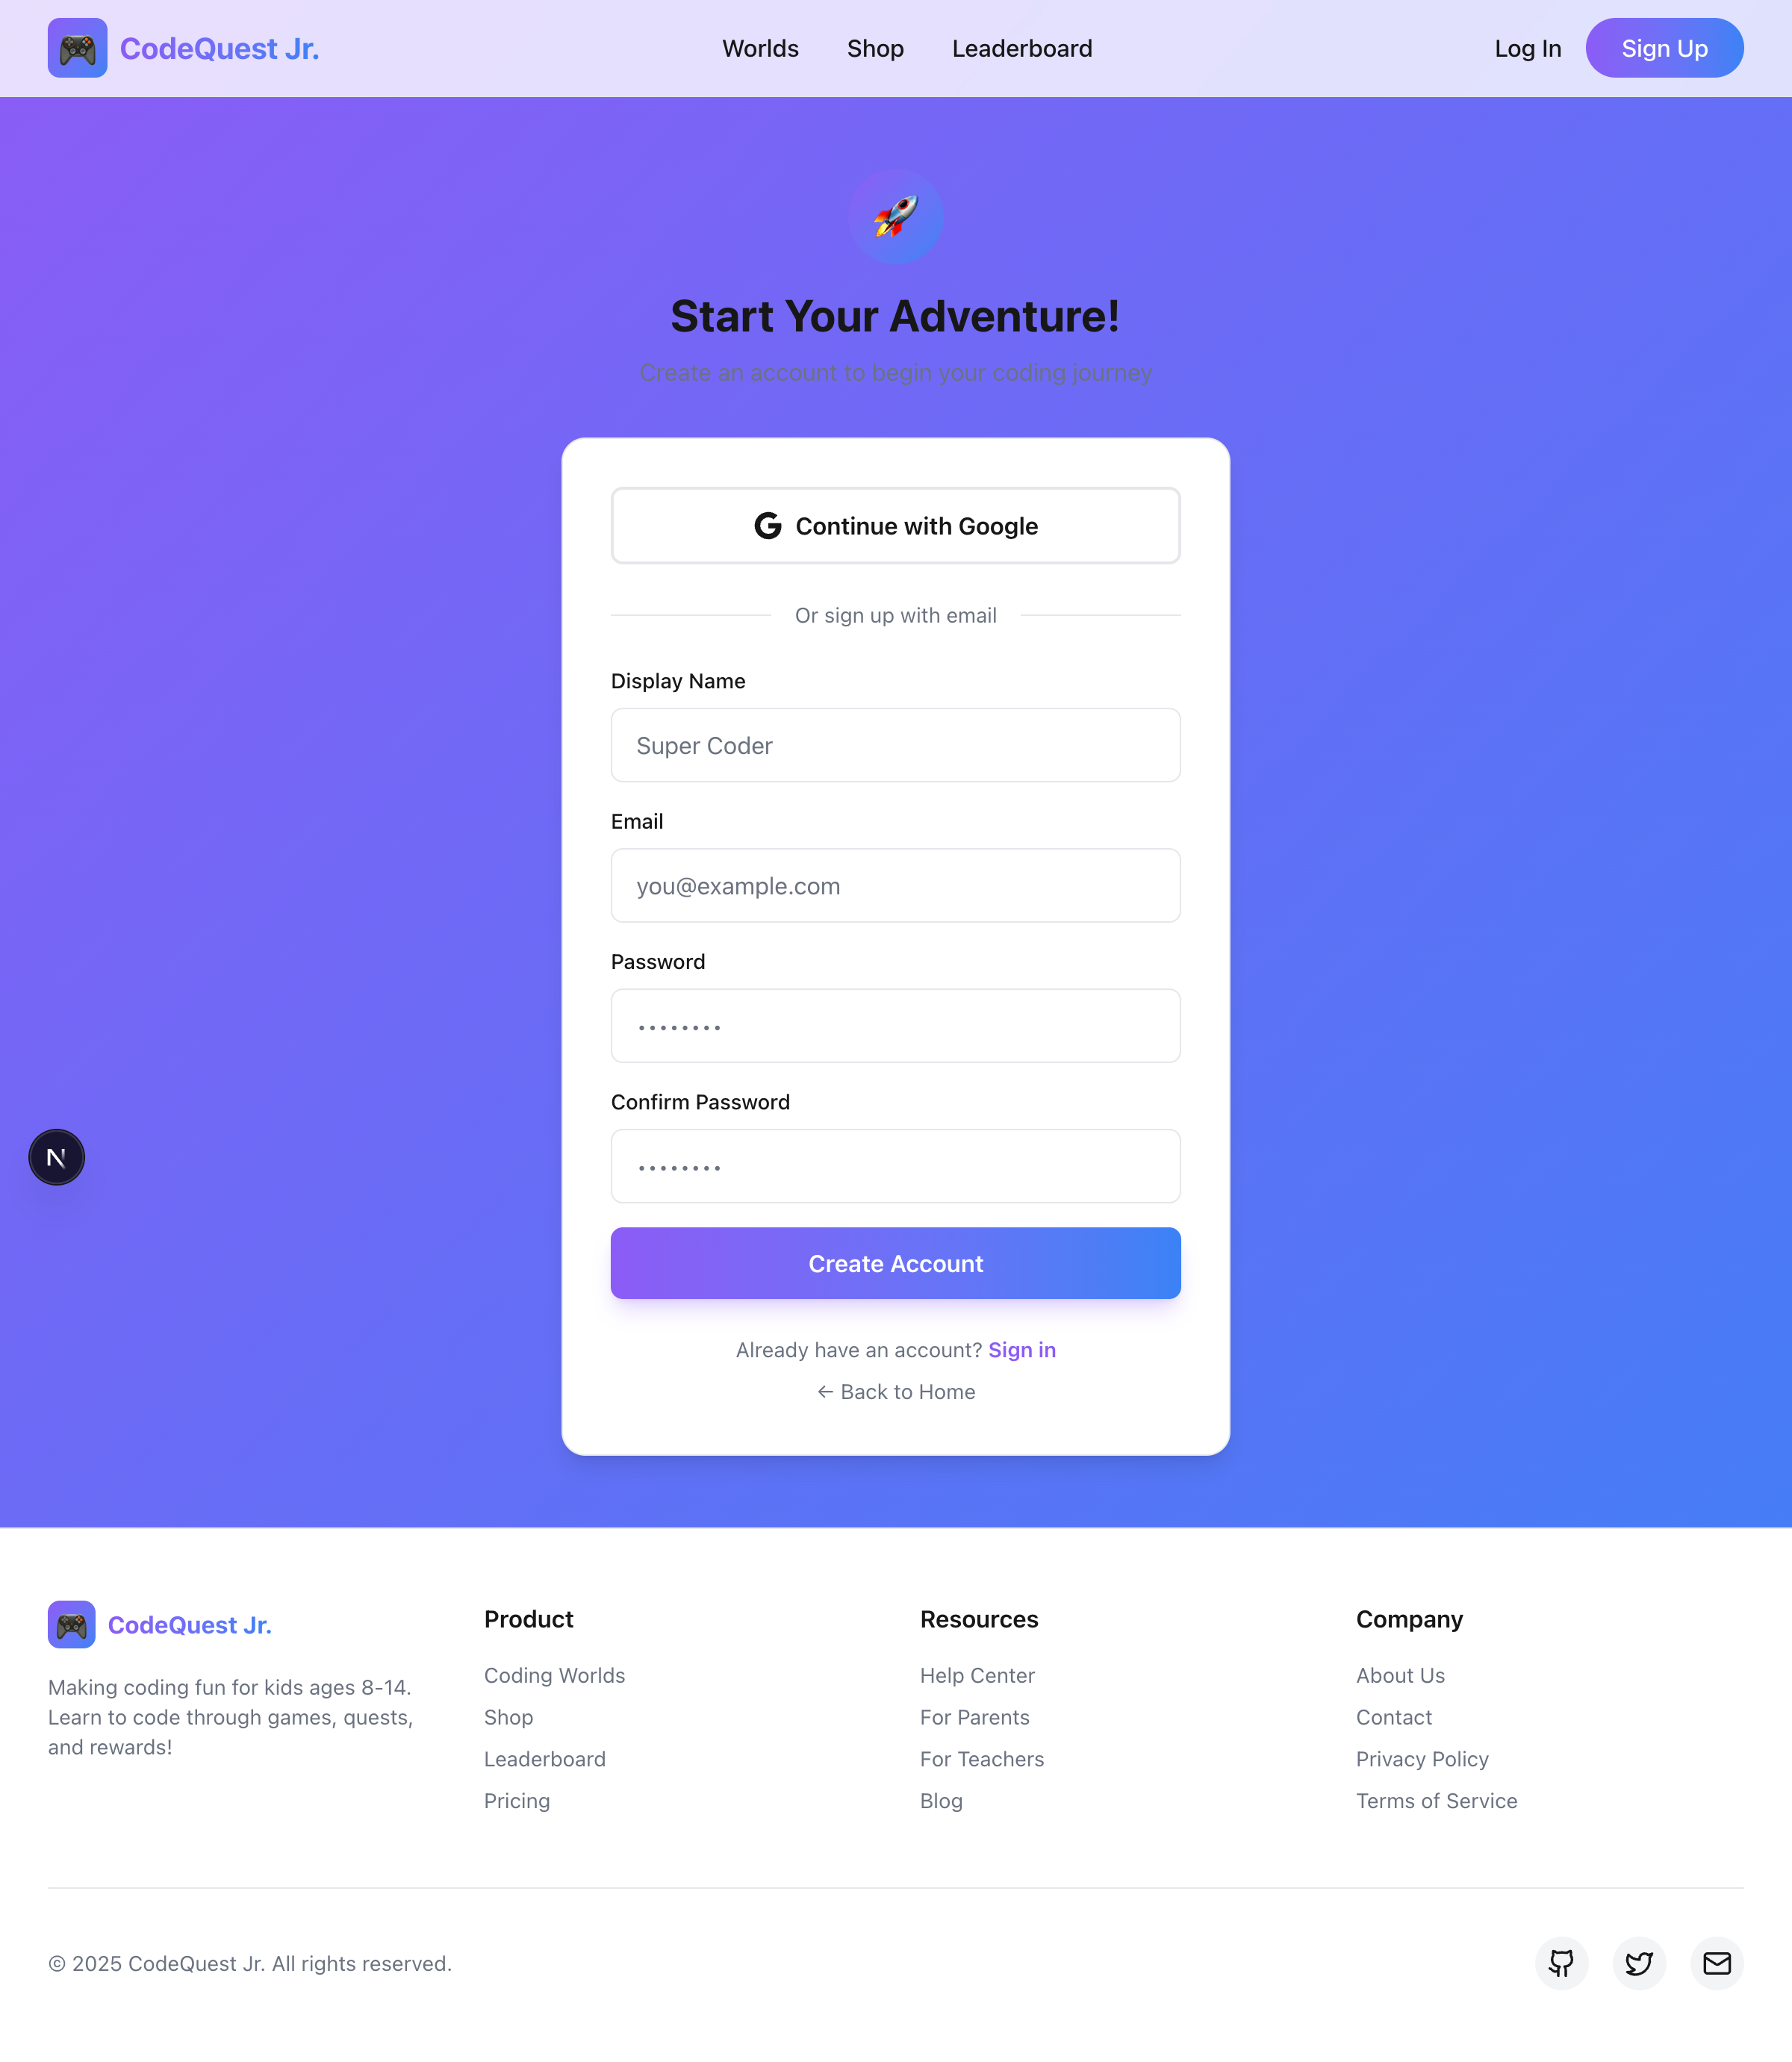 CodeQuest Jr.
Worlds
Shop
Leaderboard
Log In
Sign Up
Start Your Adventure!
Create an account to begin your coding journey
Continue with Google
Or sign up with email
Display Name
Super Coder
Email
you@example.com
Password
••••••••
Confirm Password
••••••••
Create Account
Already have an account? Sign in
← Back to Home
N
CodeQuest Jr.
Making coding fun for kids ages 8-14.
Learn to code through games, quests,
and rewards!
Product
Coding Worlds
Shop
Leaderboard
Pricing
Resources
Help Center
For Parents
For Teachers
Blog
Company
About Us
Contact
Privacy Policy
Terms of Service
© 2025 CodeQuest Jr. All rights reserved.